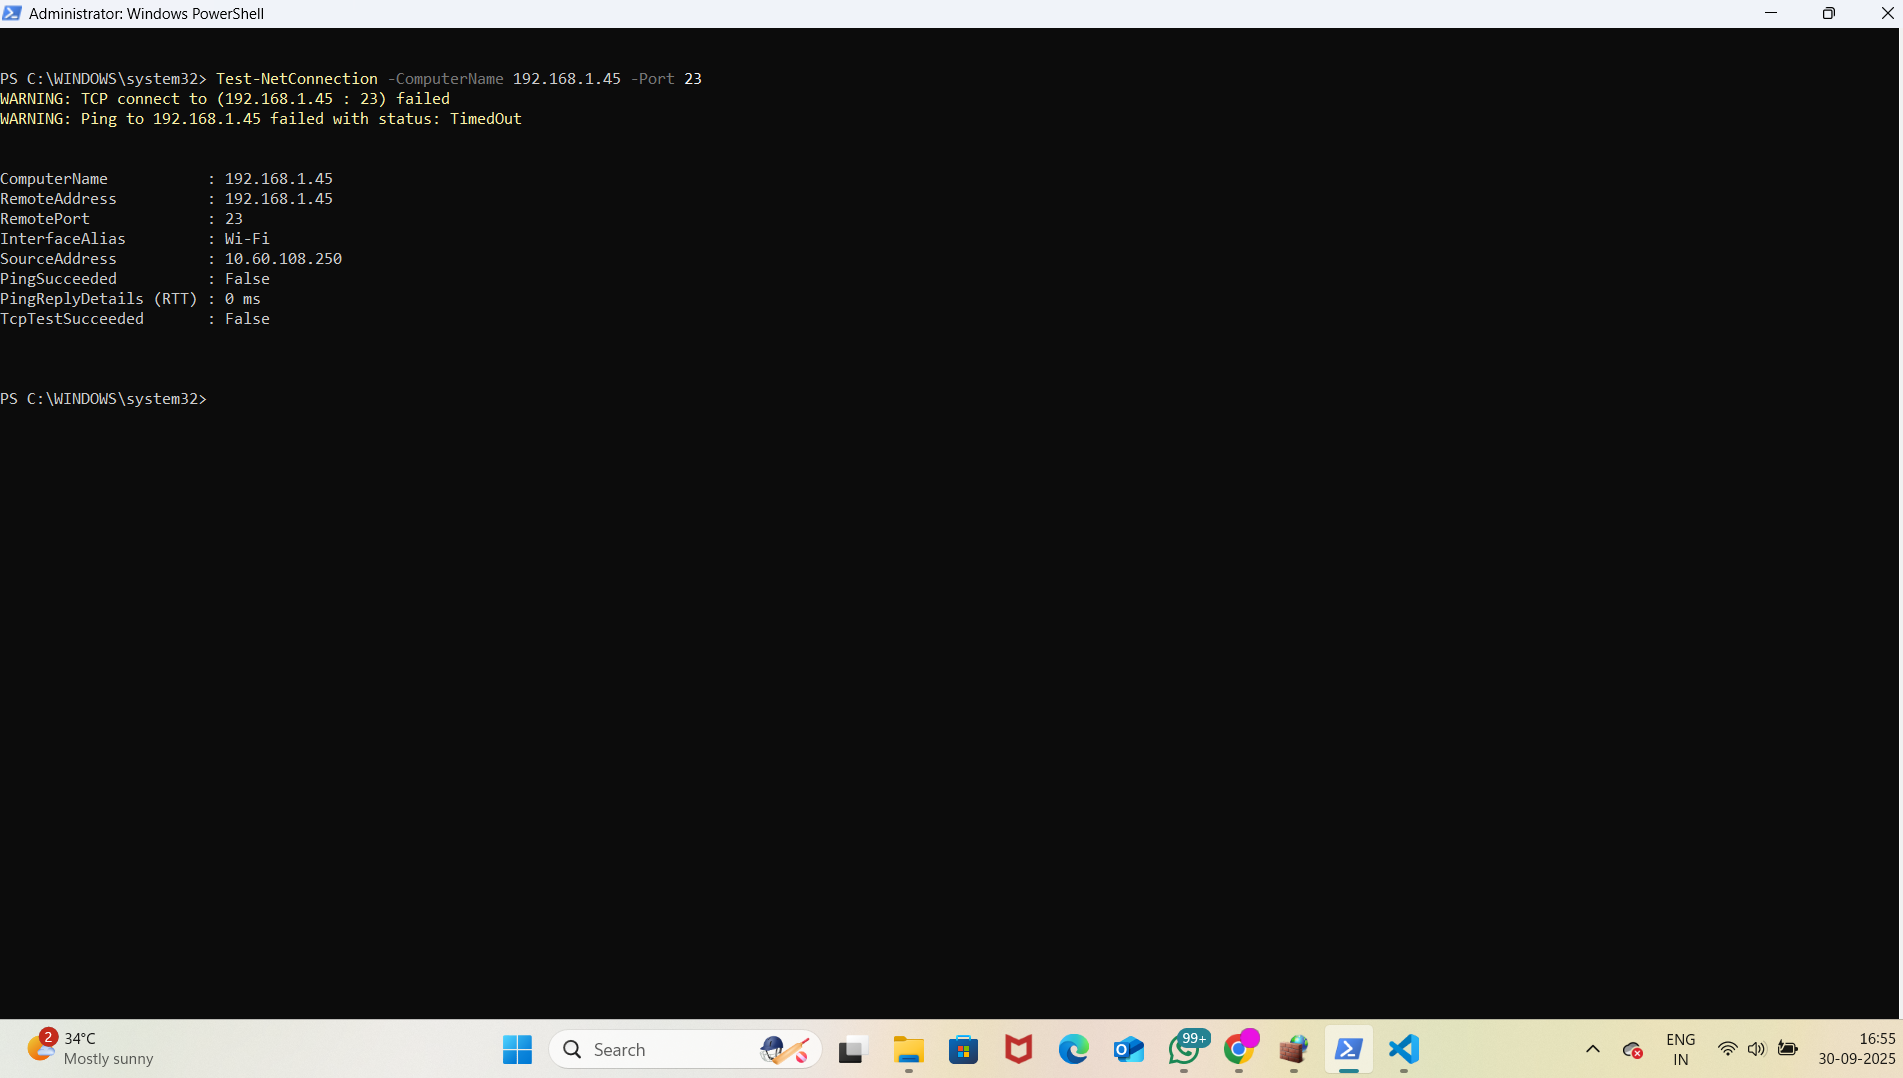 Administrator: Windows PowerShell
PS C:\WINDOWS\system32> Test-NetConnection -ComputerName 192.168.1.45 -Port 23
WARNING: TCP connect to (192.168.1.45 : 23) failed
WARNING: Ping to 192.168.1.45 failed with status: TimedOut
ComputerName : 192.168.1.45
RemoteAddress : 192.168.1.45
RemotePort : 23
InterfaceAlias : Wi-Fi
SourceAddress : 10.60.108.250
PingSucceeded : False
PingReplyDetails (RTT) : 0 ms
TcpTestSucceeded : False
PS C:\WINDOWS\system32>
2
34°C
Mostly sunny
Search
99+
ENG
IN
16:55
30-09-2025